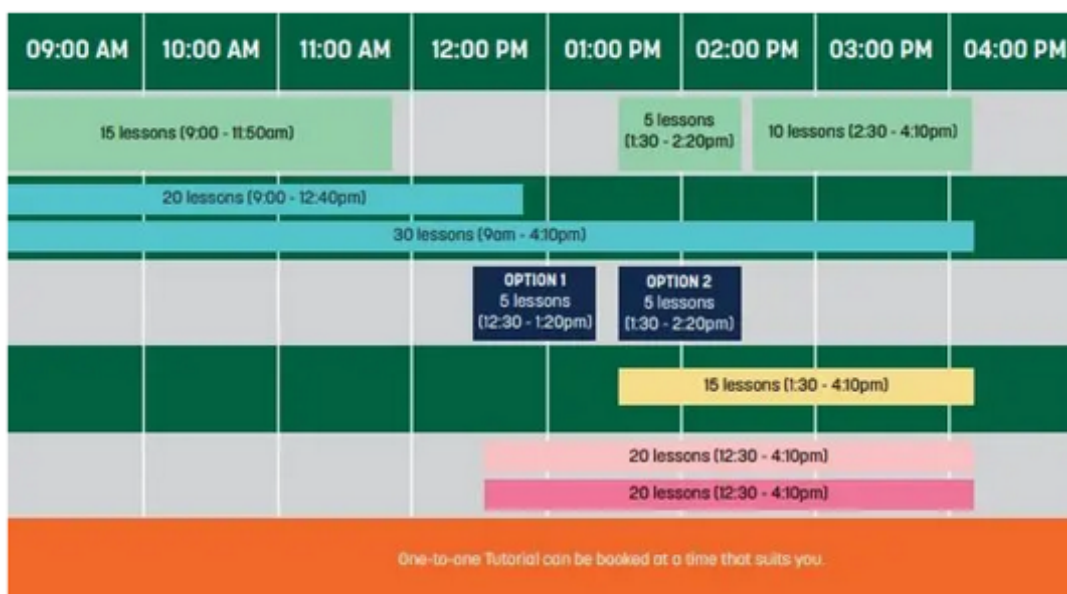 09:00 AM 10:00 AM 11:00 AM 12:00 PM 01:00 PM 02:00 PM 03:00 PM 04:00 PM
15 lessons (9:00 - 11:50am)
5 lessons
(1:30 - 2:20pm)
10 lessons (2:30 - 4:10pm)
20 lessons (9:00 - 12:40pm)
30 lessons (9am - 4:10pm)
OPTION 1
5 lessons
(12:30 - 1:20pm)
OPTION 2
5 lessons
(1:30 - 2:20pm)
15 lessons (1:30 - 4:10pm)
20 lessons (12:30 - 4:10pm)
20 lessons (12:30 - 4:10pm)
One-to-one Tutorial can be booked at a time that suits you.